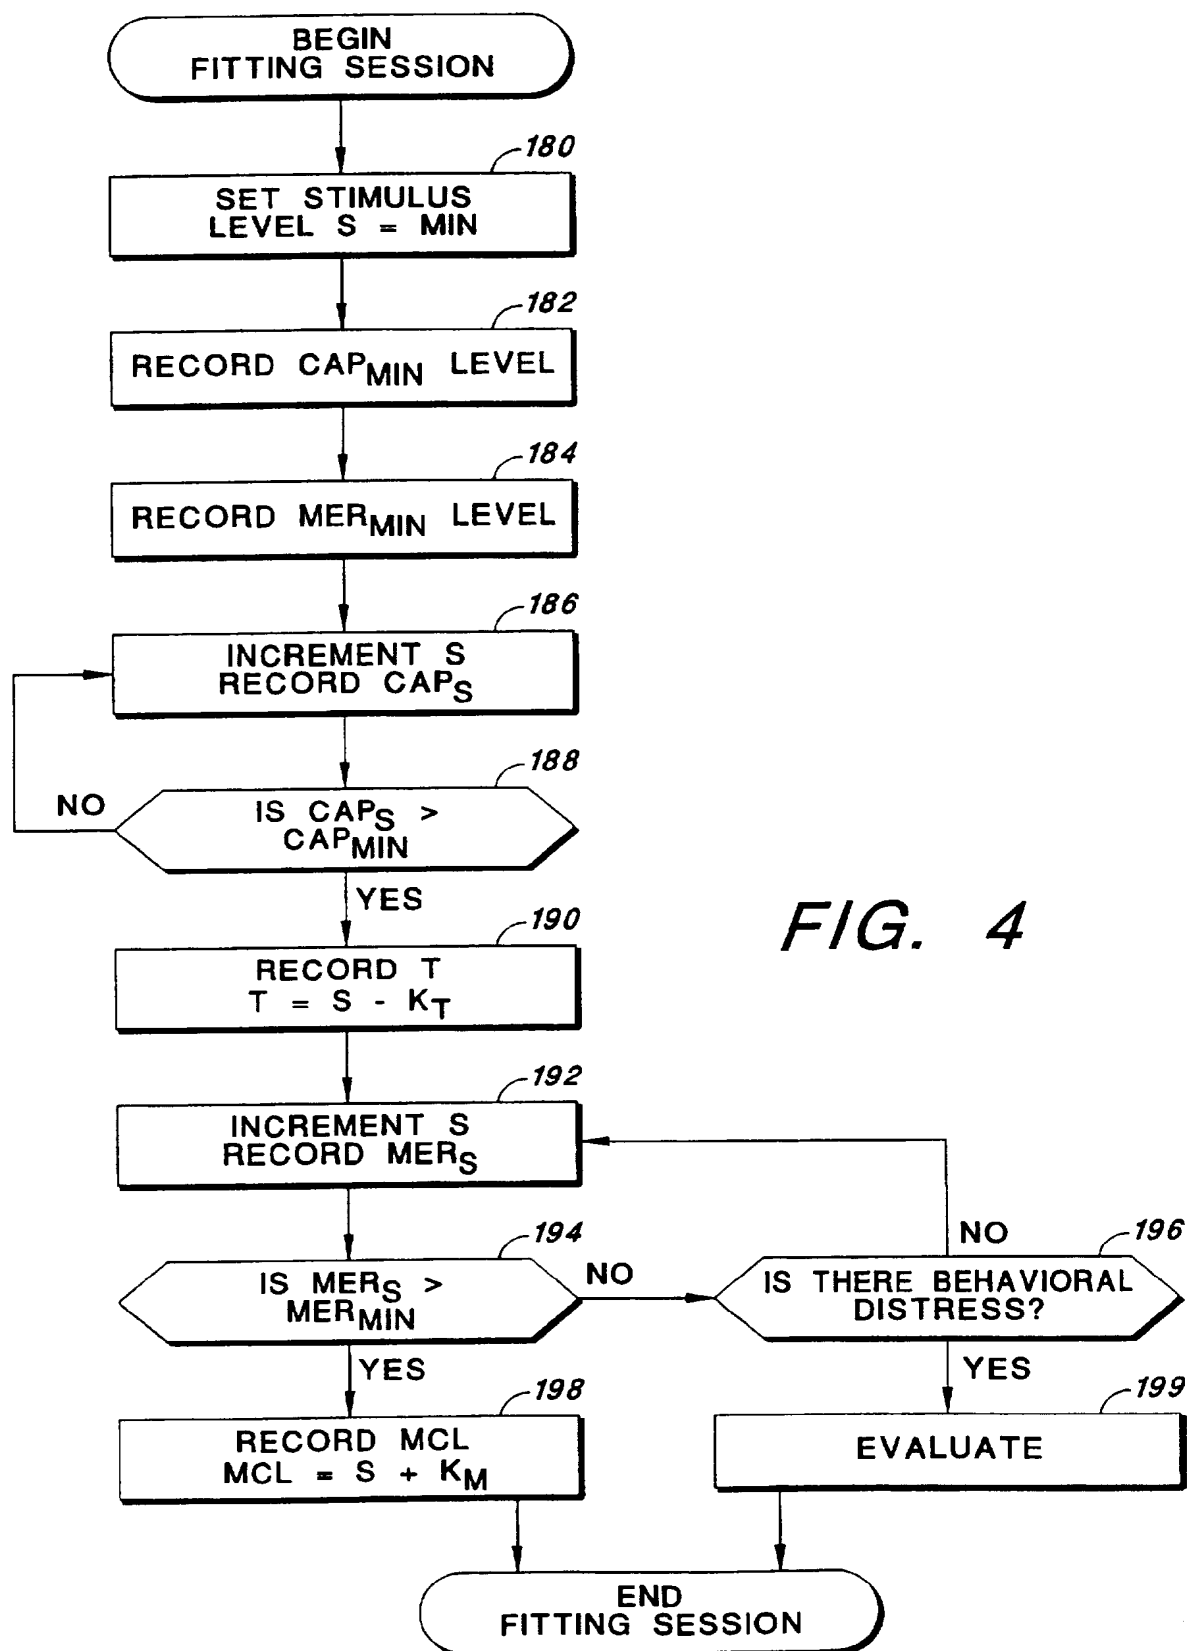 BEGIN
FITTING SESSION
180
SET STIMULUS
LEVEL S = MIN
182
RECORD CAPMIN LEVEL
184
RECORD MERMIN LEVEL
186
INCREMENT S
RECORD CAPS
188
NO
IS CAPS >
CAPMIN
YES
190
RECORD T
T = S - KT
FIG. 4
192
INCREMENT S
RECORD MERS
194
IS MERS >
MERMIN
NO
NO
196
IS THERE BEHAVIORAL
DISTRESS?
YES
198
RECORD MCL
MCL = S + KM
YES
199
EVALUATE
END
FITTING SESSION